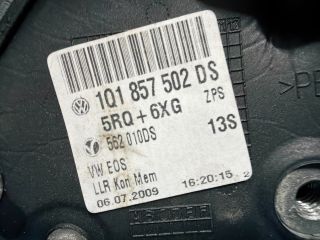 1Q1 857 502 DS
5RQ+6XG ZPS
562 010DS 13S
VW EOS
LLR Kon Mem
06.07.2009 16:20:15